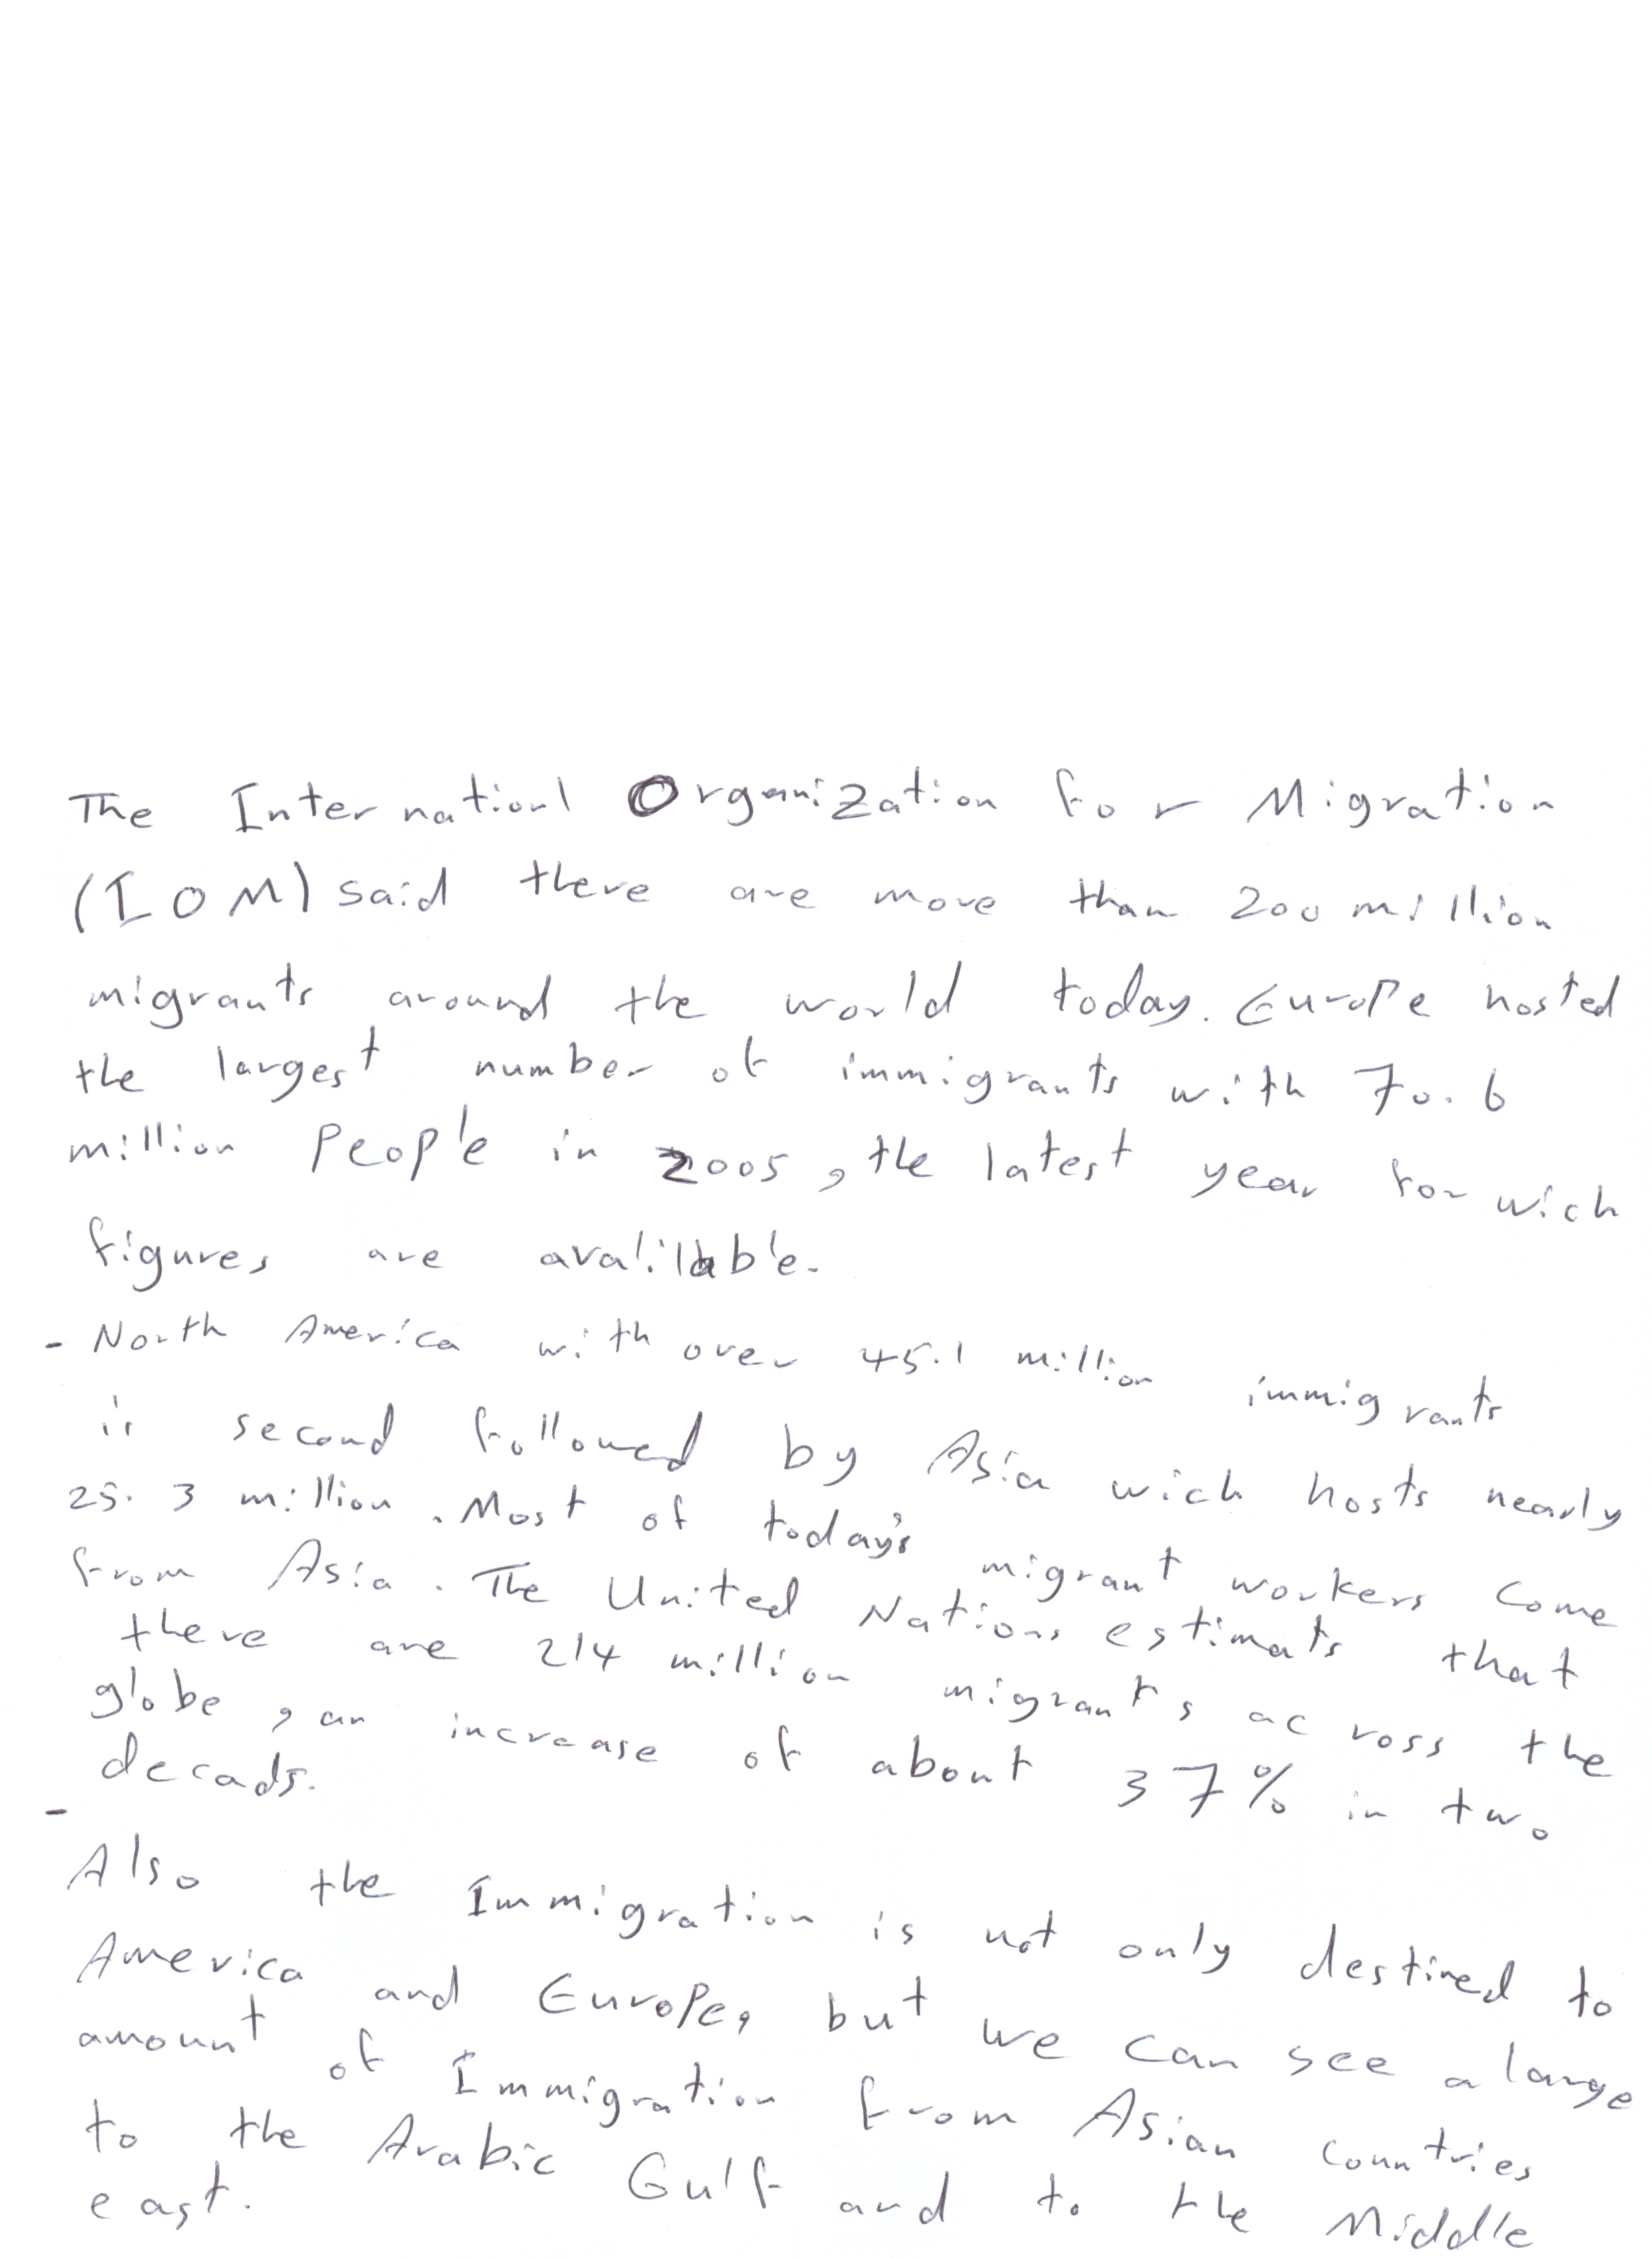 The Internationl Organization for Migration
(IOM) said there are more than 200 million
migrants around the world today. Europe hosted
the largest number of immigrants with 70.6
million People in 2005, the latest year for wich
figures are avalilable.
- North America with over 45.1 million immigrants
is second followed by Asia wich hosts nearly
25.3 million. Most of today's migrant workers come
from Asia. The United Nations estimats that
there are 214 million migrants across the
globe, an increase of about 37% in two
decads.
-
Also the Immigration is not only destined to
America and Europe, but we can see a large
amount of Immigration from Asian countries
to the Arabic Gulf and to the Middle
east.